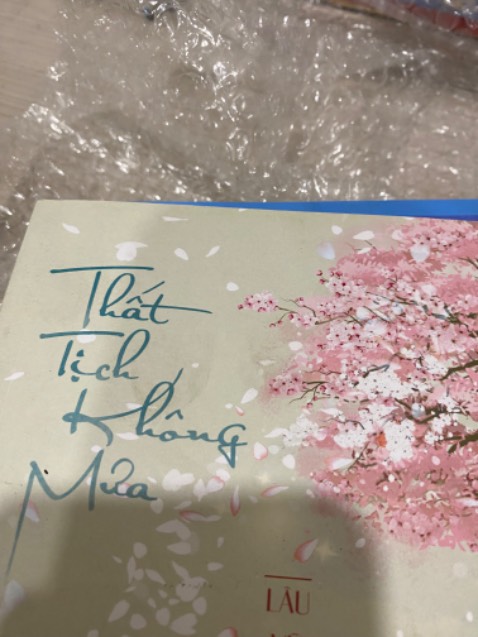 Thất
Tịch
Không
Mưa
LÂU